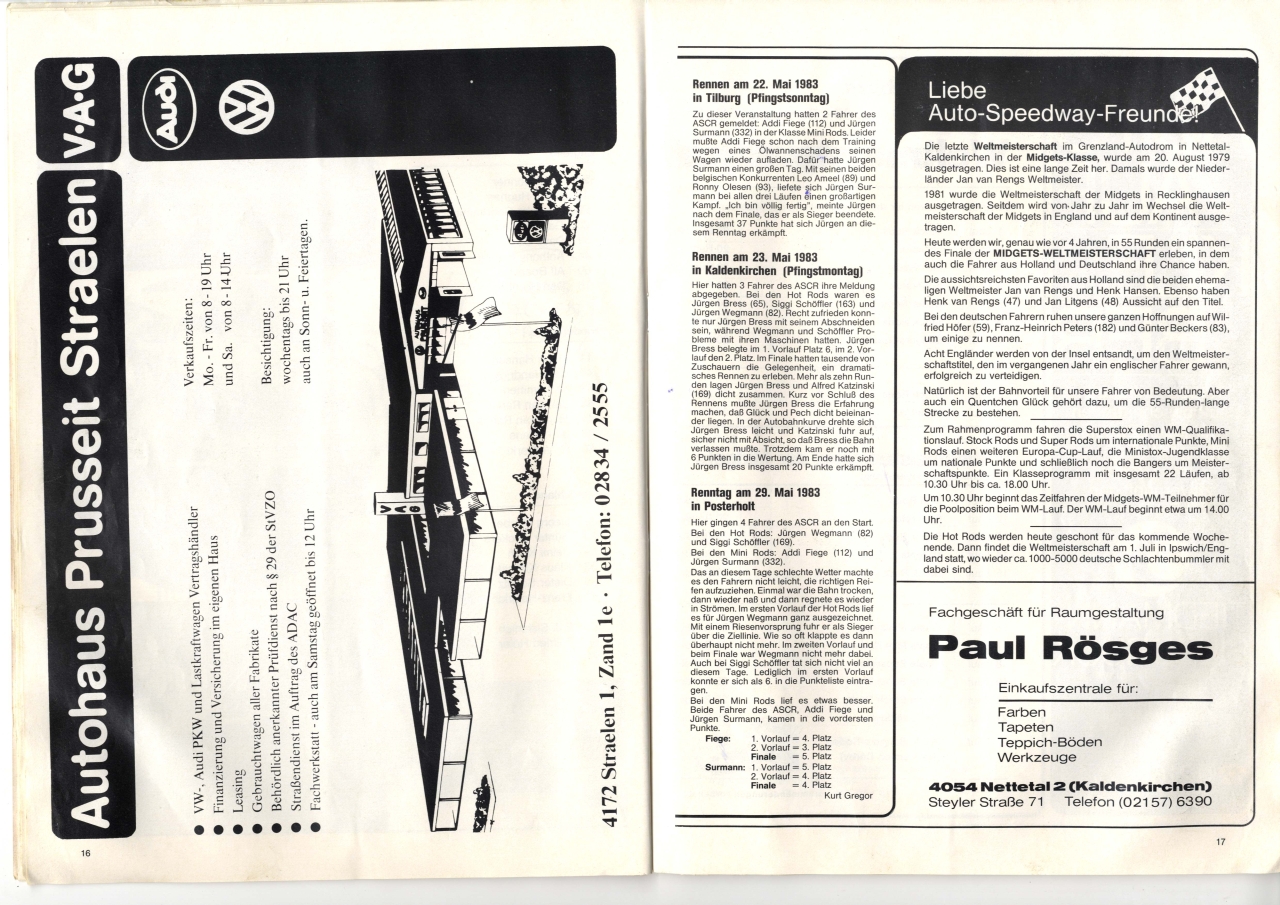 Autohaus Prusseit Straelen V·A·G
Audi
VW
Verkaufszeiten:
Mo. - Fr. von 8 - 19 Uhr
und Sa. von 8 - 14 Uhr
Besichtigung:
wochentags bis 21 Uhr
auch an Sonn- u. Feiertagen.
● VW-, Audi PKW und Lastkraftwagen Vertragshändler
● Finanzierung und Versicherung im eigenen Haus
● Leasing
● Gebrauchtwagen aller Fabrikate
● Behördlich anerkannter Prüfdienst nach § 29 der StVZO
● Straßendienst im Auftrag des ADAC
● Fachwerkstatt - auch am Samstag geöffnet bis 12 Uhr
V A G
4172 Straelen 1, Zand 1e · Telefon: 0 28 34 / 25 55
16
Rennen am 22. Mai 1983
in Tilburg (Pfingstsonntag)
Zu dieser Veranstaltung hatten 2 Fahrer des
ASCR gemeldet: Addi Fiege (112) und Jürgen
Surmann (332) in der Klasse Mini Rods. Leider
mußte Addi Fiege schon nach dem Training
wegen eines Ölwannenschadens seinen
Wagen wieder aufladen. Dafür hatte Jürgen
Surmann einen großen Tag. Mit seinen beiden
belgischen Konkurrenten Leo Ameel (89) und
Ronny Olesen (93), liefete sich Jürgen Sur-
mann bei allen drei Läufen einen großartigen
Kampf. „Ich bin völlig fertig", meinte Jürgen
nach dem Finale, das er als Sieger beendete.
Insgesamt 37 Punkte hat sich Jürgen an die-
sem Renntag erkämpft.
Rennen am 23. Mai 1983
in Kaldenkirchen (Pfingstmontag)
Hier hatten 3 Fahrer des ASCR ihre Meldung
abgegeben. Bei den Hot Rods waren es
Jürgen Bress (65), Siggi Schöffler (163) und
Jürgen Wegmann (82). Recht zufrieden konn-
te nur Jürgen Bress mit seinem Abschneiden
sein, während Wegmann und Schöffler Pro-
bleme mit ihren Maschinen hatten. Jürgen
Bress belegte im 1. Vorlauf Platz 6, im 2. Vor-
lauf den 2. Platz. Im Finale hatten tausende von
Zuschauern die Gelegenheit, ein dramati-
sches Rennen zu erleben. Mehr als zehn Run-
den lagen Jürgen Bress und Alfred Katzinski
(169) dicht zusammen. Kurz vor Schluß des
Rennens mußte Jürgen Bress die Erfahrung
machen, daß Glück und Pech dicht beieinan-
der liegen. In der Autobahnkurve drehte sich
Jürgen Bress leicht und Katzinski fuhr auf,
sicher nicht mit Absicht, so daß Bress die Bahn
verlassen mußte. Trotzdem kam er noch mit
6 Punkten in die Wertung. Am Ende hatte sich
Jürgen Bress insgesamt 20 Punkte erkämpft.
Renntag am 29. Mai 1983
in Posterholt
Hier gingen 4 Fahrer des ASCR an den Start.
Bei den Hot Rods: Jürgen Wegmann (82)
und Siggi Schöffler (169).
Bei den Mini Rods: Addi Fiege (112) und
Jürgen Surmann (332).
Das an diesem Tage schlechte Wetter machte
es den Fahrern nicht leicht, die richtigen Rei-
fen aufzuziehen. Einmal war die Bahn trocken,
dann wieder naß und dann regnete es wieder
in Strömen. Im ersten Vorlauf der Hot Rods lief
es für Jürgen Wegmann ganz ausgezeichnet.
Mit einem Riesenvorsprung fuhr er als Sieger
über die Ziellinie. Wie so oft klappte es dann
überhaupt nicht mehr. Im zweiten Vorlauf und
beim Finale war Wegmann nicht mehr dabei.
Auch bei Siggi Schöffler tat sich nicht viel an
diesem Tage. Lediglich im ersten Vorlauf
konnte er sich als 6. in die Punkteliste eintra-
gen.
Bei den Mini Rods lief es etwas besser.
Beide Fahrer des ASCR, Addi Fiege und
Jürgen Surmann, kamen in die vordersten
Punkte.
Fiege: 1. Vorlauf = 4. Platz
2. Vorlauf = 3. Platz
Finale = 5. Platz
Surmann: 1. Vorlauf = 5. Platz
2. Vorlauf = 4. Platz
Finale = 4. Platz
Kurt Gregor
Liebe
Auto-Speedway-Freunde!
Die letzte Weltmeisterschaft im Grenzland-Autodrom in Nettetal-
Kaldenkirchen in der Midgets-Klasse, wurde am 20. August 1979
ausgetragen. Dies ist eine lange Zeit her. Damals wurde der Nieder-
länder Jan van Rengs Weltmeister.
1981 wurde die Weltmeisterschaft der Midgets in Recklinghausen
ausgetragen. Seitdem wird von Jahr zu Jahr im Wechsel die Welt-
meisterschaft der Midgets in England und auf dem Kontinent ausge-
tragen.
Heute werden wir, genau wie vor 4 Jahren, in 55 Runden ein spannen-
des Finale der MIDGETS-WELTMEISTERSCHAFT erleben, in dem
auch die Fahrer aus Holland und Deutschland ihre Chance haben.
Die aussichtsreichsten Favoriten aus Holland sind die beiden ehema-
ligen Weltmeister Jan van Rengs und Henk Hansen. Ebenso haben
Henk van Rengs (47) und Jan Litgens (48) Aussicht auf den Titel.
Bei den deutschen Fahrern ruhen unsere ganzen Hoffnungen auf Wil-
fried Höfer (59), Franz-Heinrich Peters (182) und Günter Beckers (83),
um einige zu nennen.
Acht Engländer werden von der Insel entsandt, um den Weltmeister-
schaftstitel, den im vergangenen Jahr ein englischer Fahrer gewann,
erfolgreich zu verteidigen.
Natürlich ist der Bahnvorteil für unsere Fahrer von Bedeutung. Aber
auch ein Quentchen Glück gehört dazu, um die 55-Runden-lange
Strecke zu bestehen.
Zum Rahmenprogramm fahren die Superstox einen WM-Qualifika-
tionslauf. Stock Rods und Super Rods um internationale Punkte, Mini
Rods einen weiteren Europa-Cup-Lauf, die Ministox-Jugendklasse
um nationale Punkte und schließlich noch die Bangers um Meister-
schaftspunkte. Ein Klasseprogramm mit insgesamt 22 Läufen, ab
10.30 Uhr bis ca. 18.00 Uhr.
Um 10.30 Uhr beginnt das Zeitfahren der Midgets-WM-Teilnehmer für
die Poolposition beim WM-Lauf. Der WM-Lauf beginnt etwa um 14.00
Uhr.
Die Hot Rods werden heute geschont für das kommende Woche-
nende. Dann findet die Weltmeisterschaft am 1. Juli in Ipswich/Eng-
land statt, wo wieder ca. 1000-5000 deutsche Schlachtenbummler mit
dabei sind.
Fachgeschäft für Raumgestaltung
Paul Rösges
Einkaufszentrale für:
Farben
Tapeten
Teppich-Böden
Werkzeuge
4054 Nettetal 2 (Kaldenkirchen)
Steyler Straße 71 Telefon (02157) 6390
17